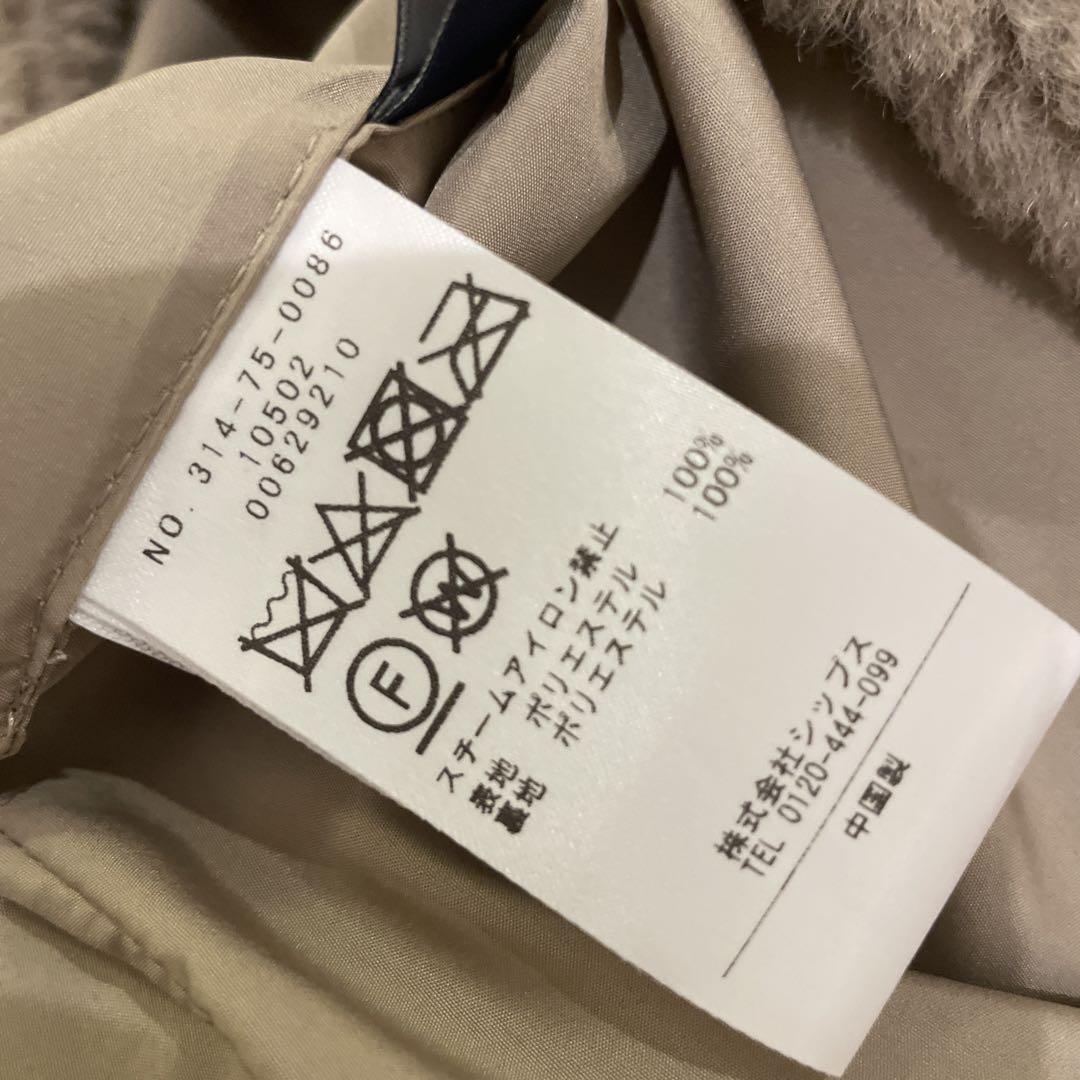 NO. 314-75-0086
10502
00629210
W
F
スチームアイロン禁止
表地 ポリエステル 100%
裏地 ポリエステル 100%
株式会社シップス
TEL 0120-444-099
中国製